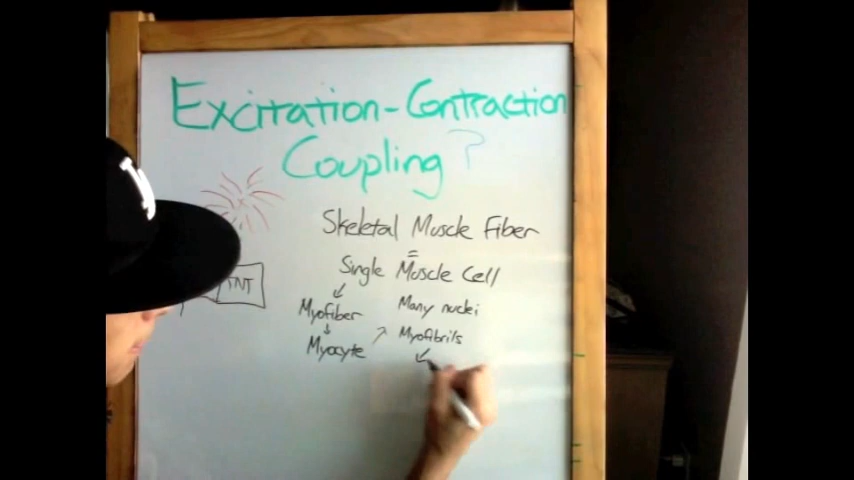 Excitation-Contraction
Coupling?
Skeletal Muscle Fiber
=
Single Muscle Cell
Myofiber
Myocyte
Many nuclei
Myofibrils
TNT